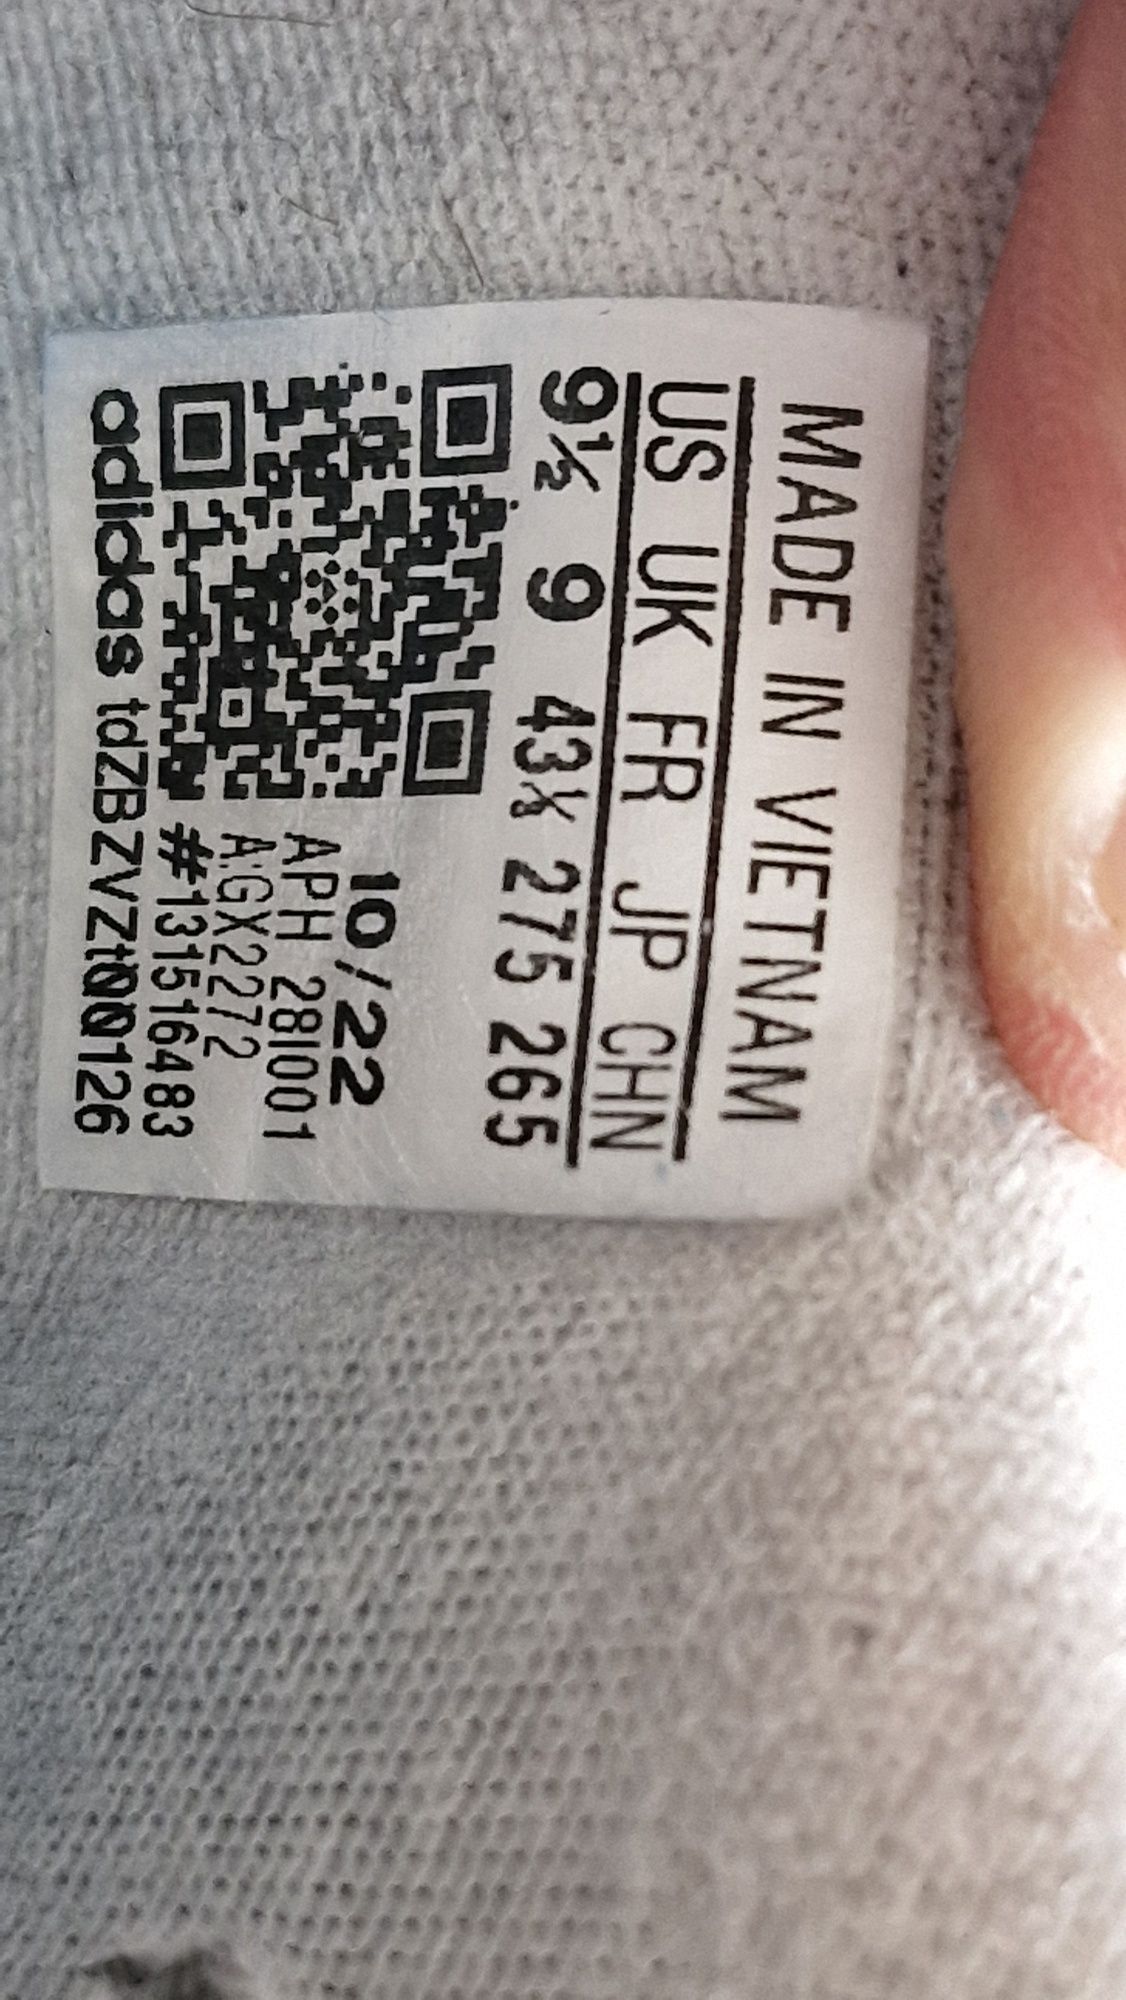 MADE IN VIETNAM
US UK FR JP CHN
9½ 9 43⅓ 275 265
10/22
APH 28I001
A:GX2272
#131516483
adidas tdZBZVZtQQ126